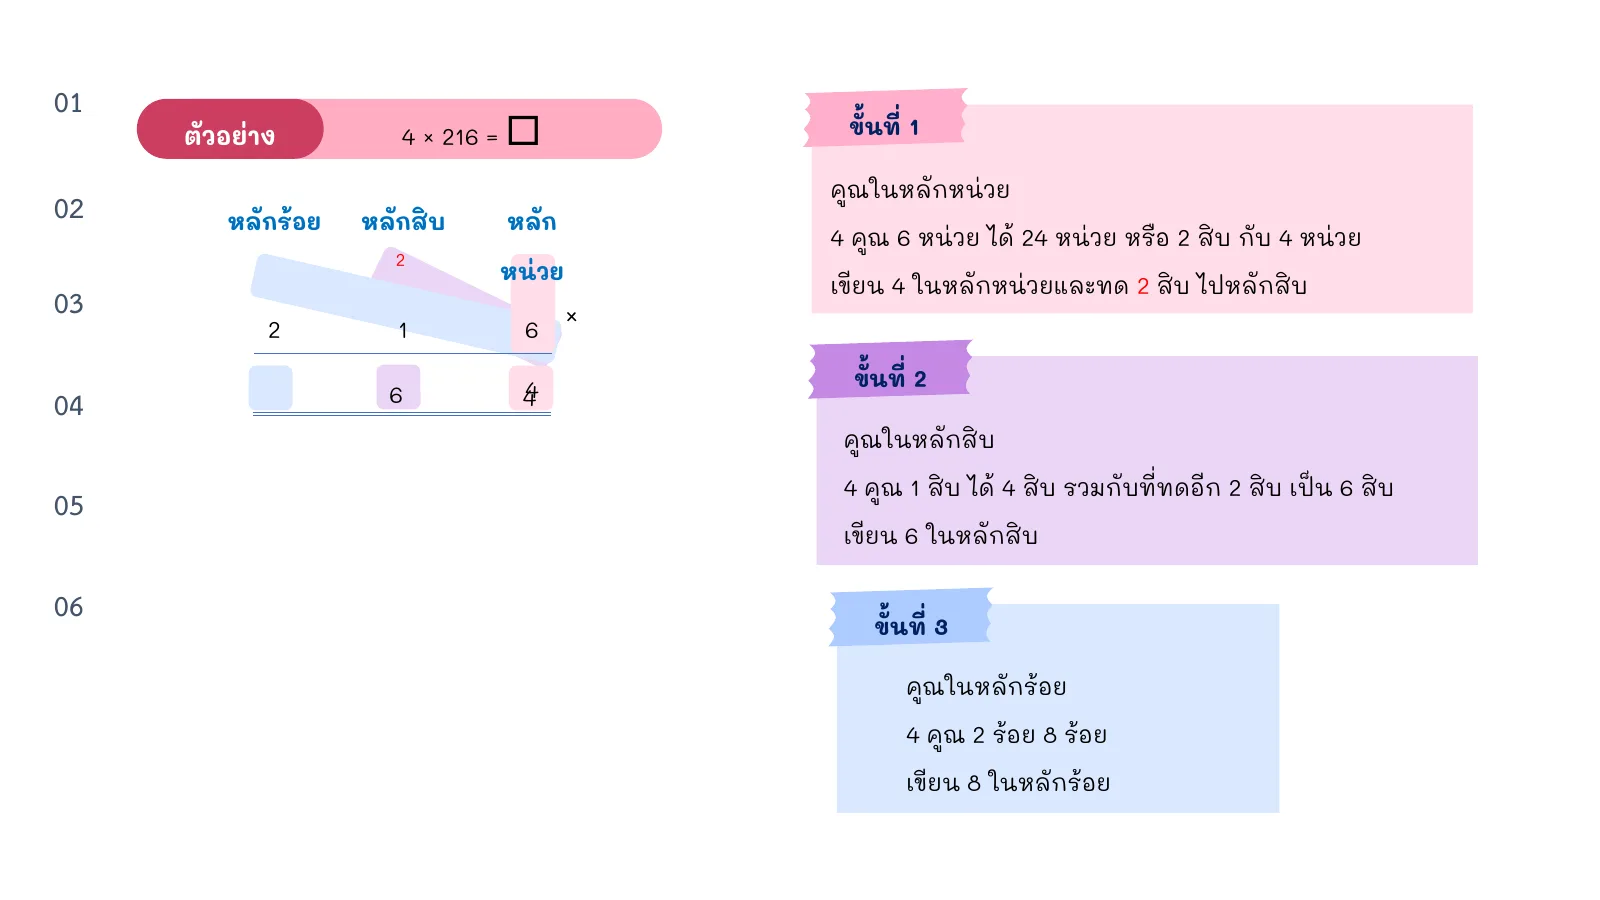 01
ตัวอย่าง 4 × 216 = □
02
หลักร้อย หลักสิบ หลัก
หน่วย
2
03
2 1 6 ×
04
6 4
4
05
06
ขั้นที่ 1
คูณในหลักหน่วย
4 คูณ 6 หน่วย ได้ 24 หน่วย หรือ 2 สิบ กับ 4 หน่วย
เขียน 4 ในหลักหน่วยและทด 2 สิบ ไปหลักสิบ
ขั้นที่ 2
คูณในหลักสิบ
4 คูณ 1 สิบ ได้ 4 สิบ รวมกับที่ทดอีก 2 สิบ เป็น 6 สิบ
เขียน 6 ในหลักสิบ
ขั้นที่ 3
คูณในหลักร้อย
4 คูณ 2 ร้อย 8 ร้อย
เขียน 8 ในหลักร้อย